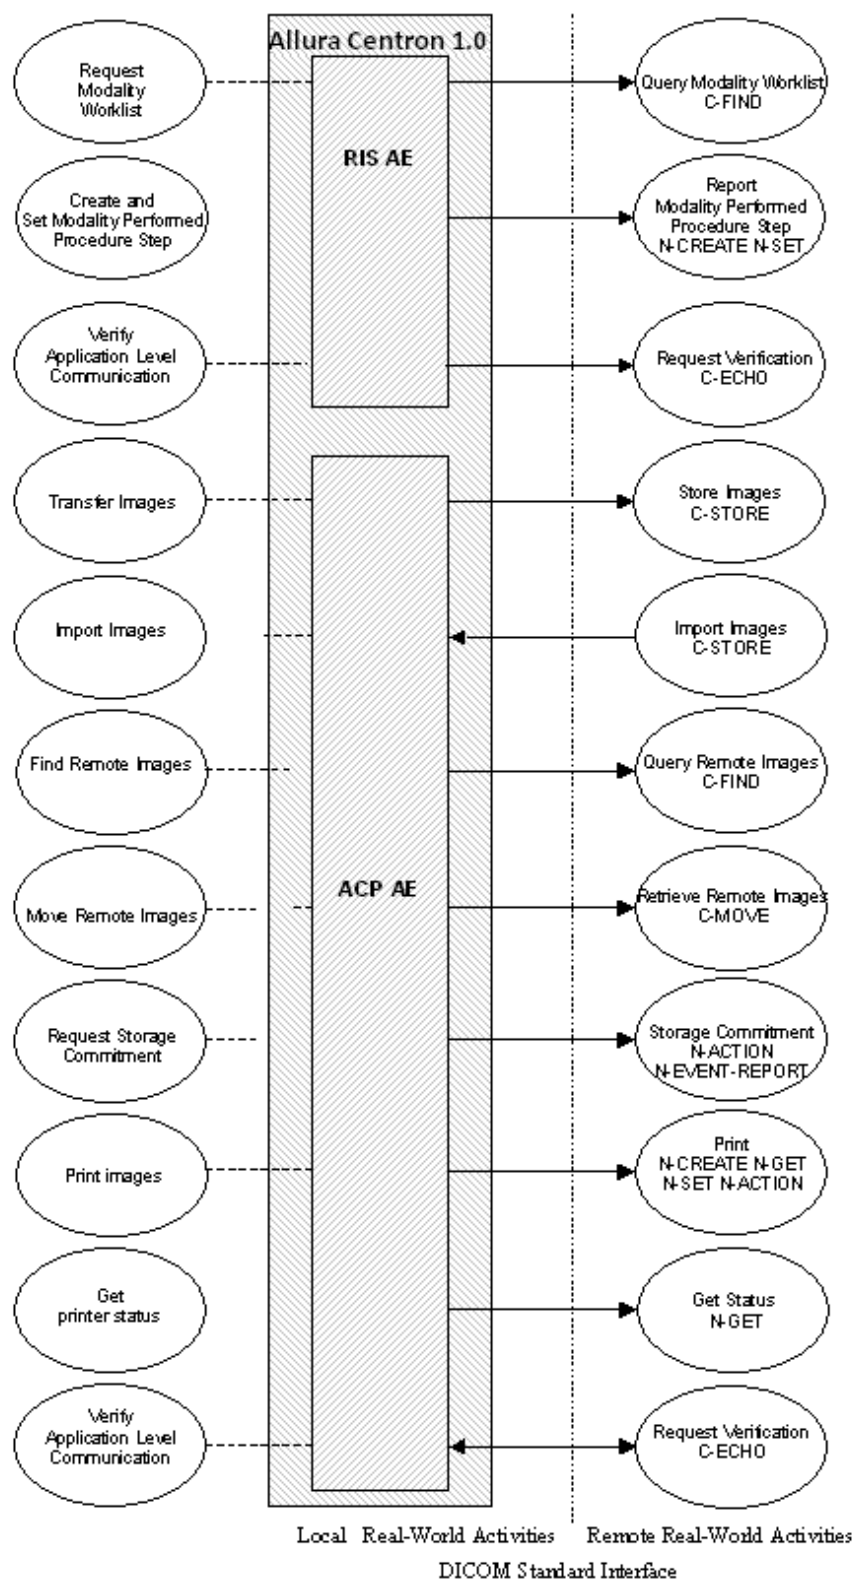 Allura Centron 1.0
Request
Modality
Worklist
RIS AE
Query Modality Worklist
C-FIND
Create and
Set Modality Performed
Procedure Step
Report
Modality Performed
Procedure Step
N-CREATE N-SET
Verify
Application Level
Communication
Request Verification
C-ECHO
Transfer Images
Store Images
C-STORE
Import Images
Import Images
C-STORE
Find Remote Images
Query Remote Images
C-FIND
Move Remote Images
ACP AE
Retrieve Remote Images
C-MOVE
Request Storage
Commitment
Storage Commitment
N-ACTION
N-EVENT-REPORT
Print images
Print
N-CREATE N-GET
N-SET N-ACTION
Get
printer status
Get Status
N-GET
Verify
Application Level
Communication
Request Verification
C-ECHO
Local Real-World Activities
Remote Real-World Activities
DICOM Standard Interface